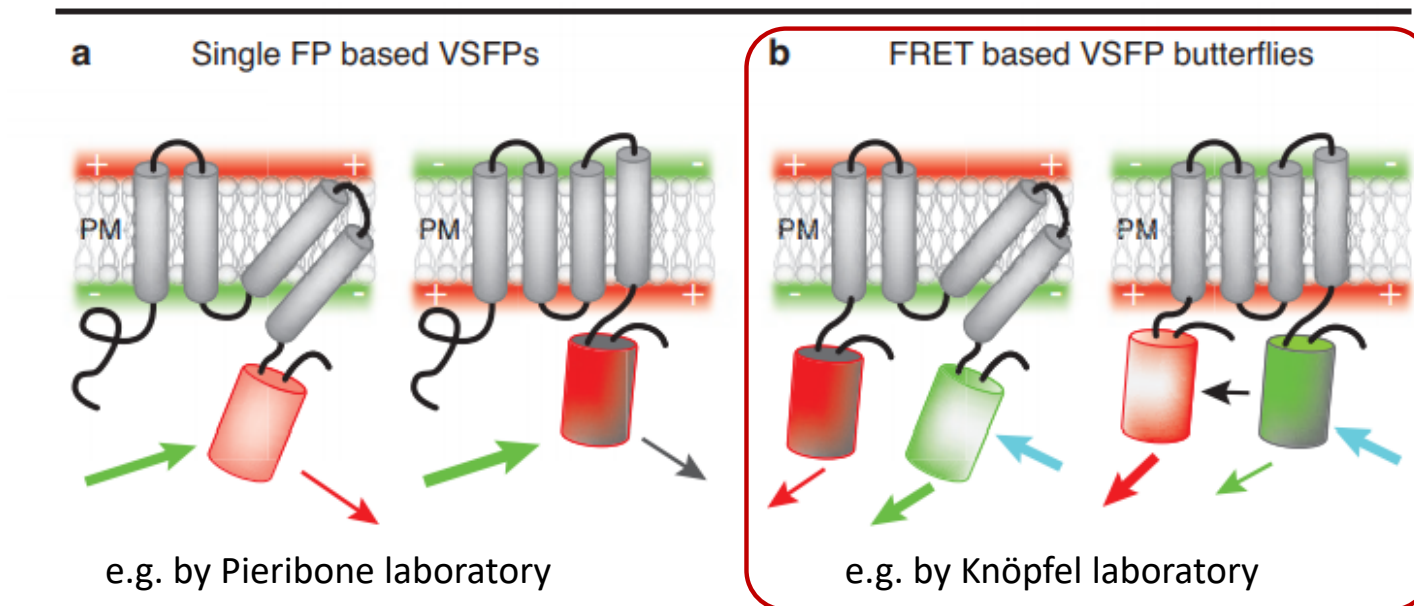 a Single FP based VSFPs
b FRET based VSFP butterflies
+ + - - + +
PM PM PM PM
- - + + - - + +
e.g. by Pieribone laboratory
e.g. by Knöpfel laboratory